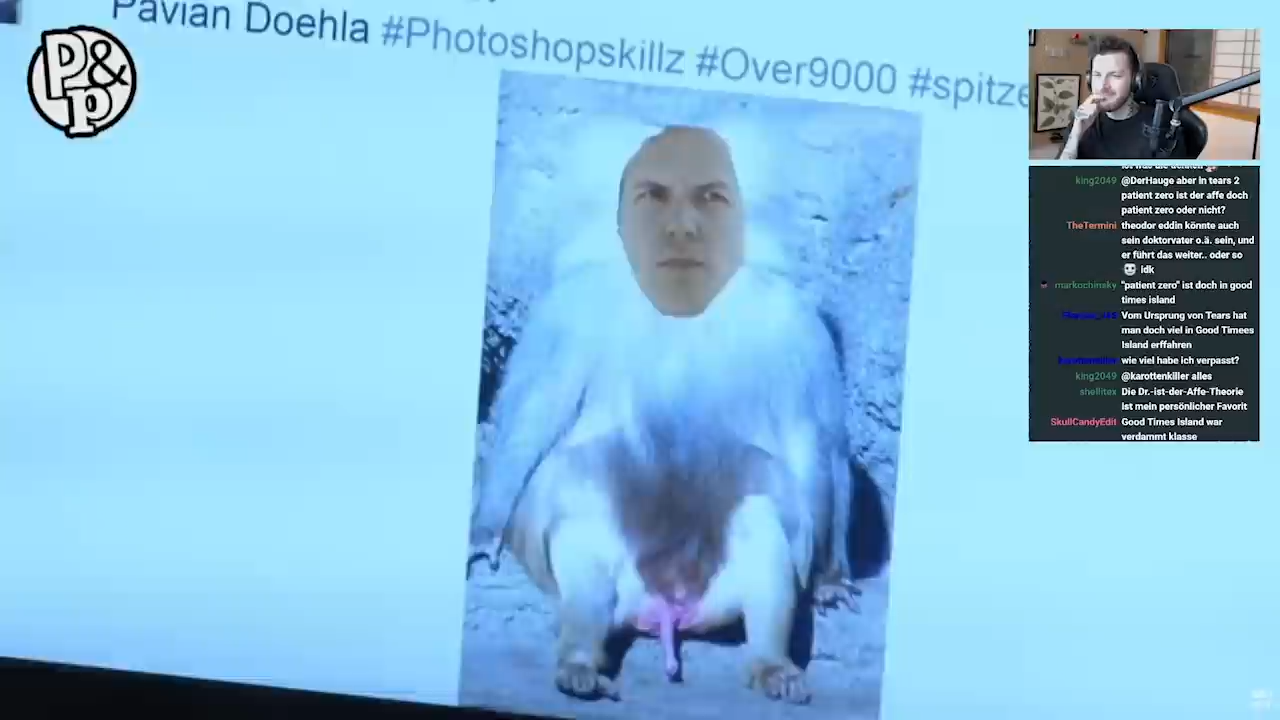 Pavian Doehla #Photoshopskillz #Over9000 #spitze
P&P
king2049 @DerHauge aber in tears 2
patient zero ist der affe doch
patient zero oder nicht?
TheTermini theodor eddin könnte auch
sein doktorvater o.ä. sein, und
er führt das weiter.. oder so
idk
markochinsky "patient zero" ist doch in good
times island
Vom Ursprung von Tears hat
man doch viel in Good Timees
Island erffahren
wie viel habe ich verpasst?
king2049 @karottenkiller alles
shellitex Die Dr.-ist-der-Affe-Theorie
ist mein persönlicher Favorit
SkullCandyEdit Good Times Island war
verdammt klasse